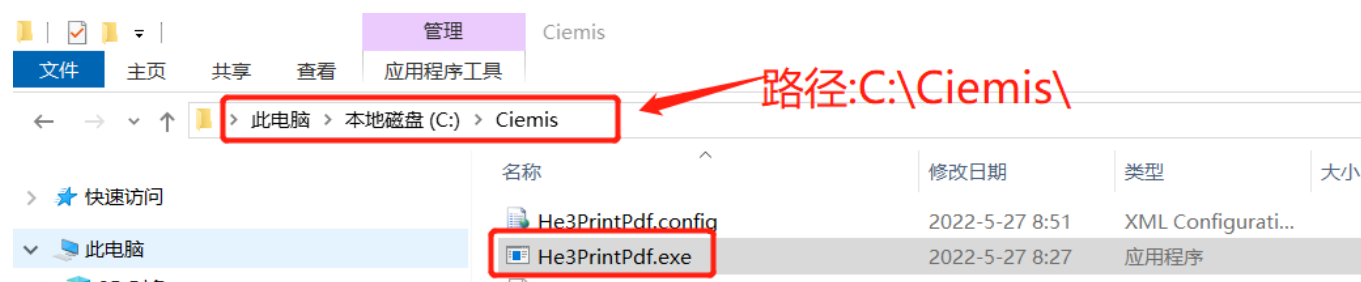 管理
Ciemis
文件
主页
共享
查看
应用程序工具
路径:C:\Ciemis\
此电脑
本地磁盘 (C:)
Ciemis
名称
修改日期
类型
大小
快速访问
He3PrintPdf.config
2022-5-27 8:51
XML Configurati...
此电脑
He3PrintPdf.exe
2022-5-27 8:27
应用程序